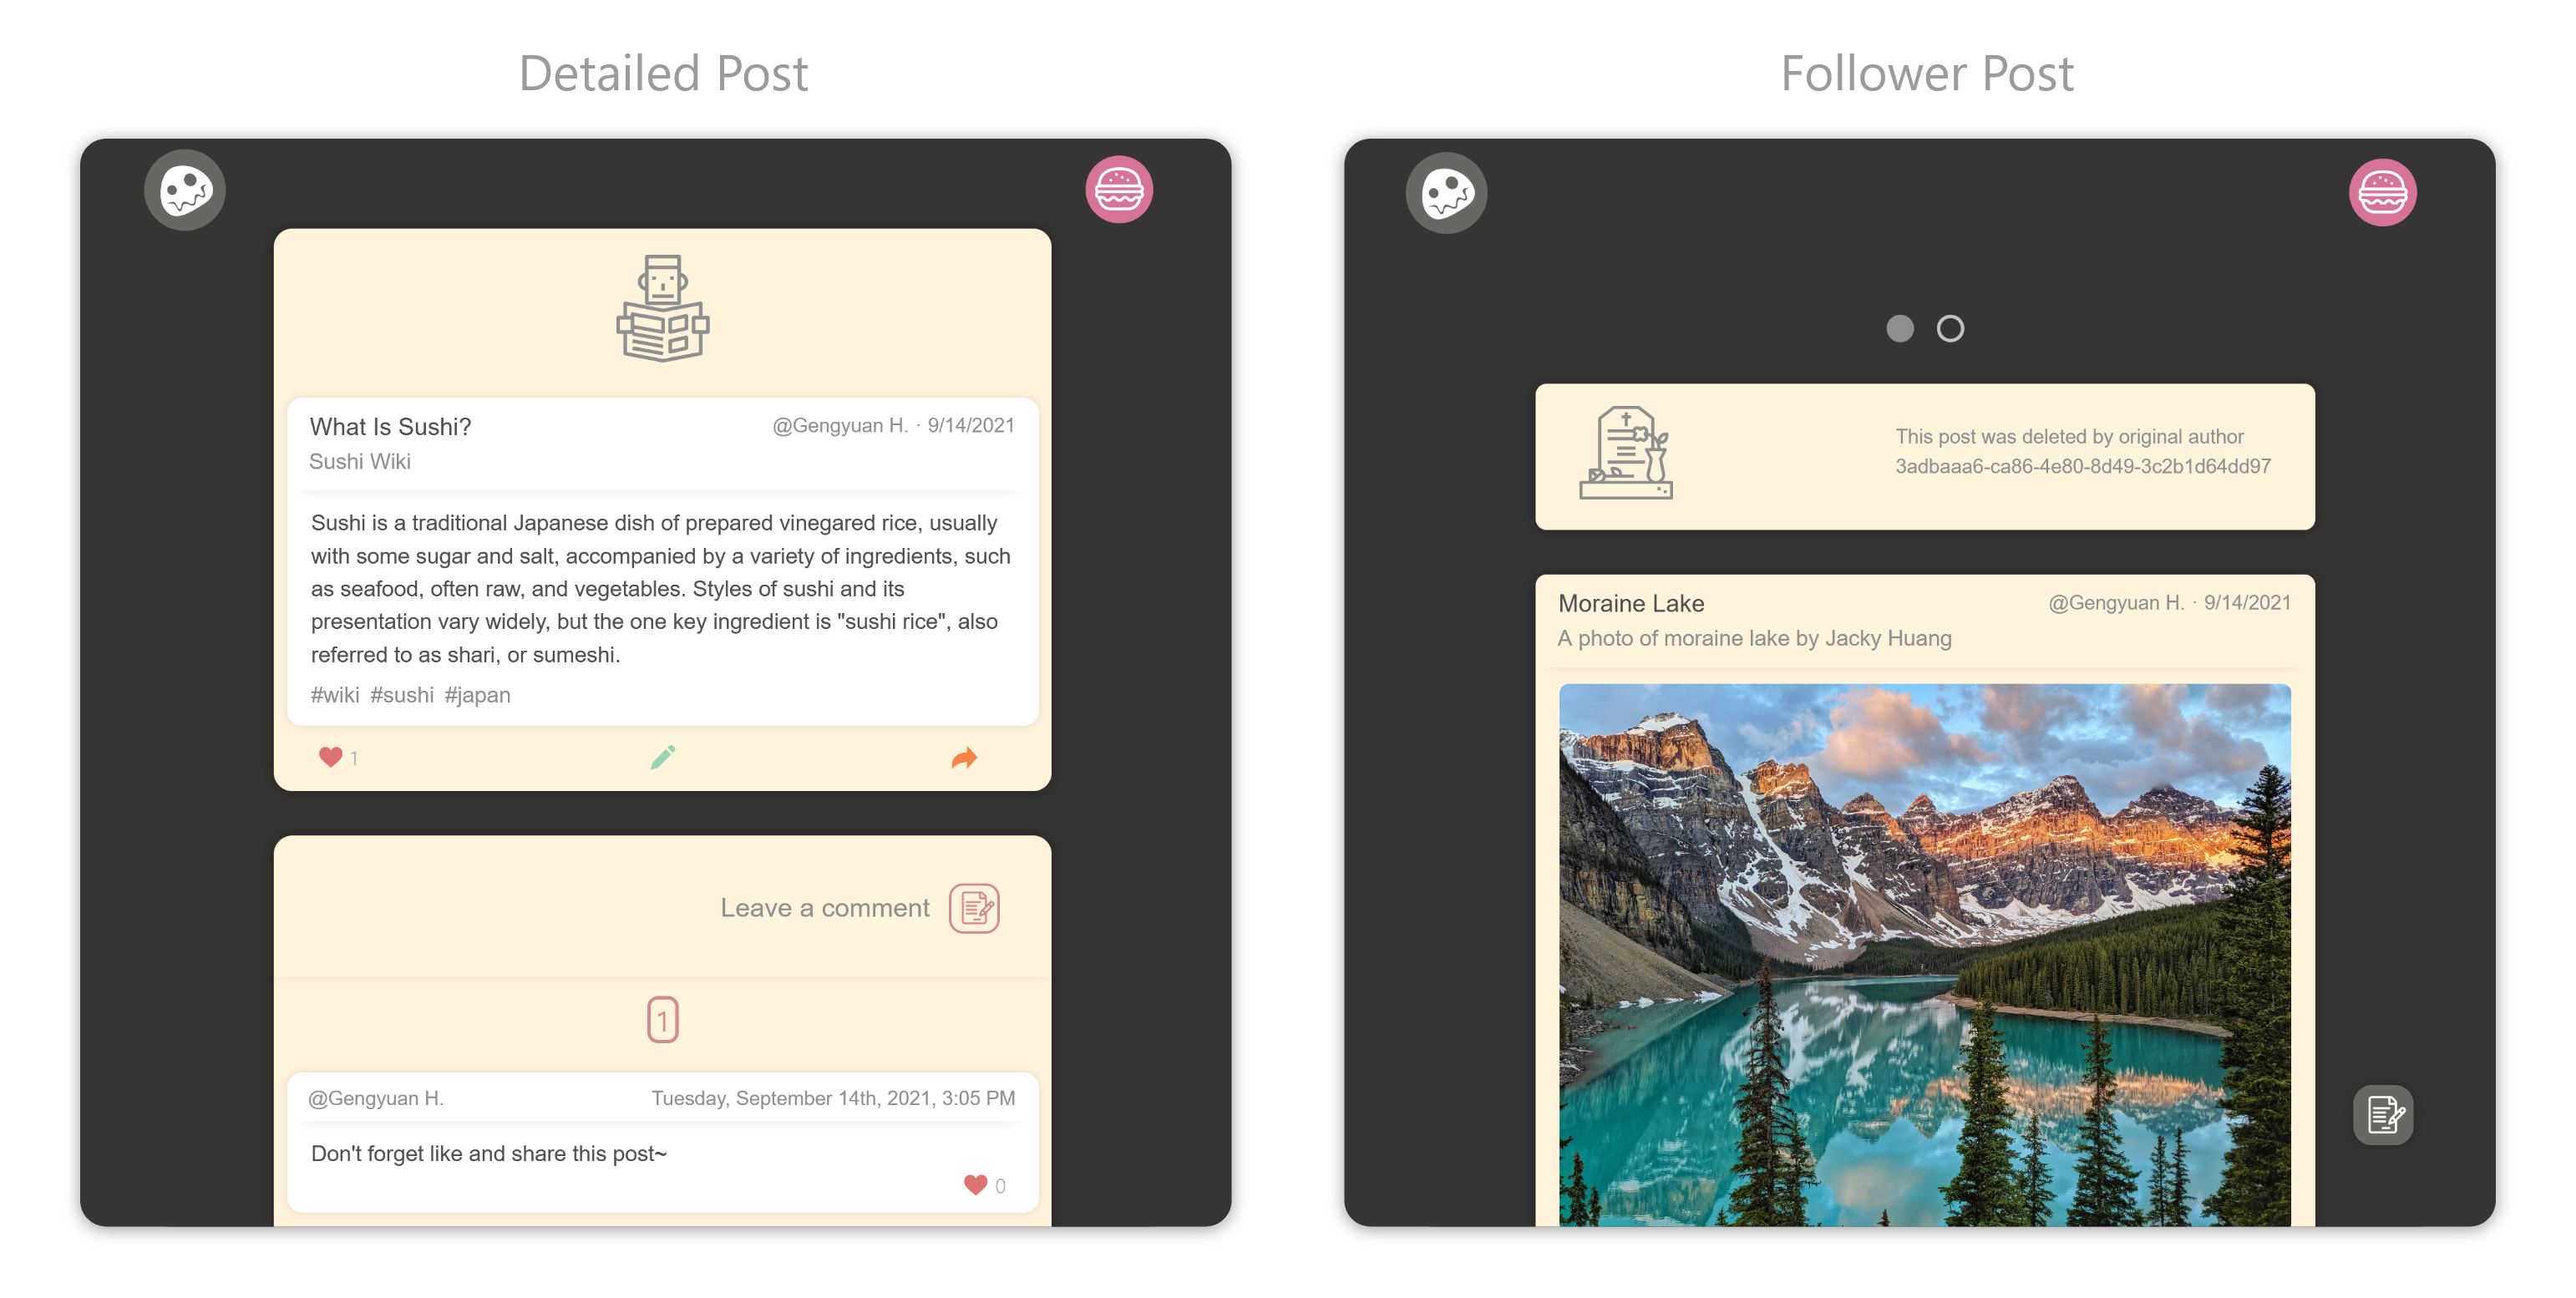 Detailed Post
What Is Sushi?
@Gengyuan H. · 9/14/2021
Sushi Wiki
Sushi is a traditional Japanese dish of prepared vinegared rice, usually
with some sugar and salt, accompanied by a variety of ingredients, such
as seafood, often raw, and vegetables. Styles of sushi and its
presentation vary widely, but the one key ingredient is "sushi rice", also
referred to as shari, or sumeshi.
#wiki #sushi #japan
1
Leave a comment
1
@Gengyuan H.
Tuesday, September 14th, 2021, 3:05 PM
Don't forget like and share this post~
0
Follower Post
This post was deleted by original author
3adbaaa6-ca86-4e80-8d49-3c2b1d64dd97
Moraine Lake
@Gengyuan H. · 9/14/2021
A photo of moraine lake by Jacky Huang